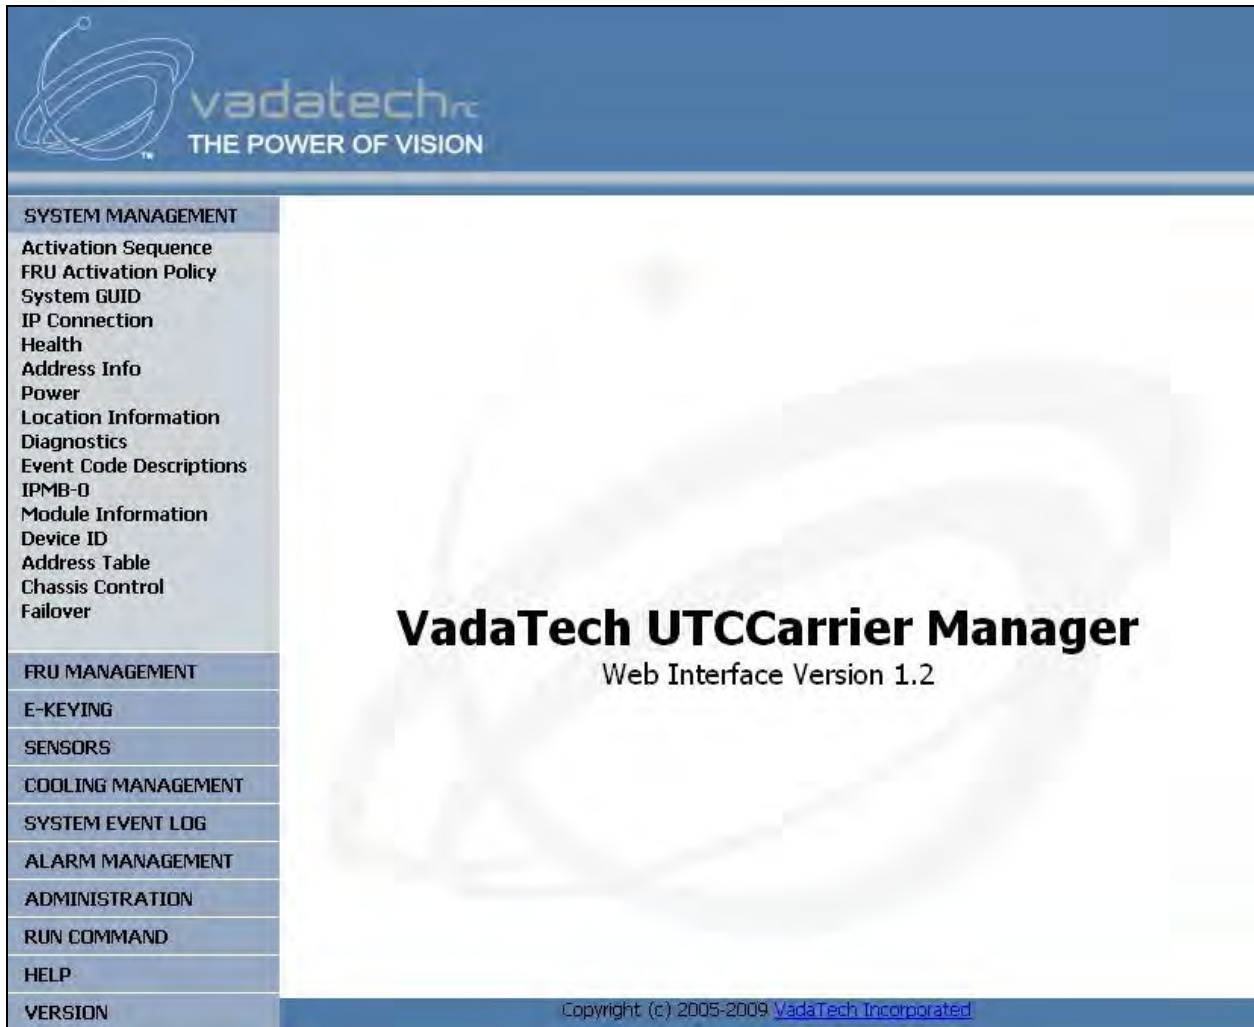 vadatech
THE POWER OF VISION
TM
SYSTEM MANAGEMENT
Activation Sequence
FRU Activation Policy
System GUID
IP Connection
Health
Address Info
Power
Location Information
Diagnostics
Event Code Descriptions
IPMB-0
Module Information
Device ID
Address Table
Chassis Control
Failover
FRU MANAGEMENT
E-KEYING
SENSORS
COOLING MANAGEMENT
SYSTEM EVENT LOG
ALARM MANAGEMENT
ADMINISTRATION
RUN COMMAND
HELP
VERSION
VadaTech UTCCarrier Manager
Web Interface Version 1.2
Copyright (c) 2005-2009 VadaTech Incorporated